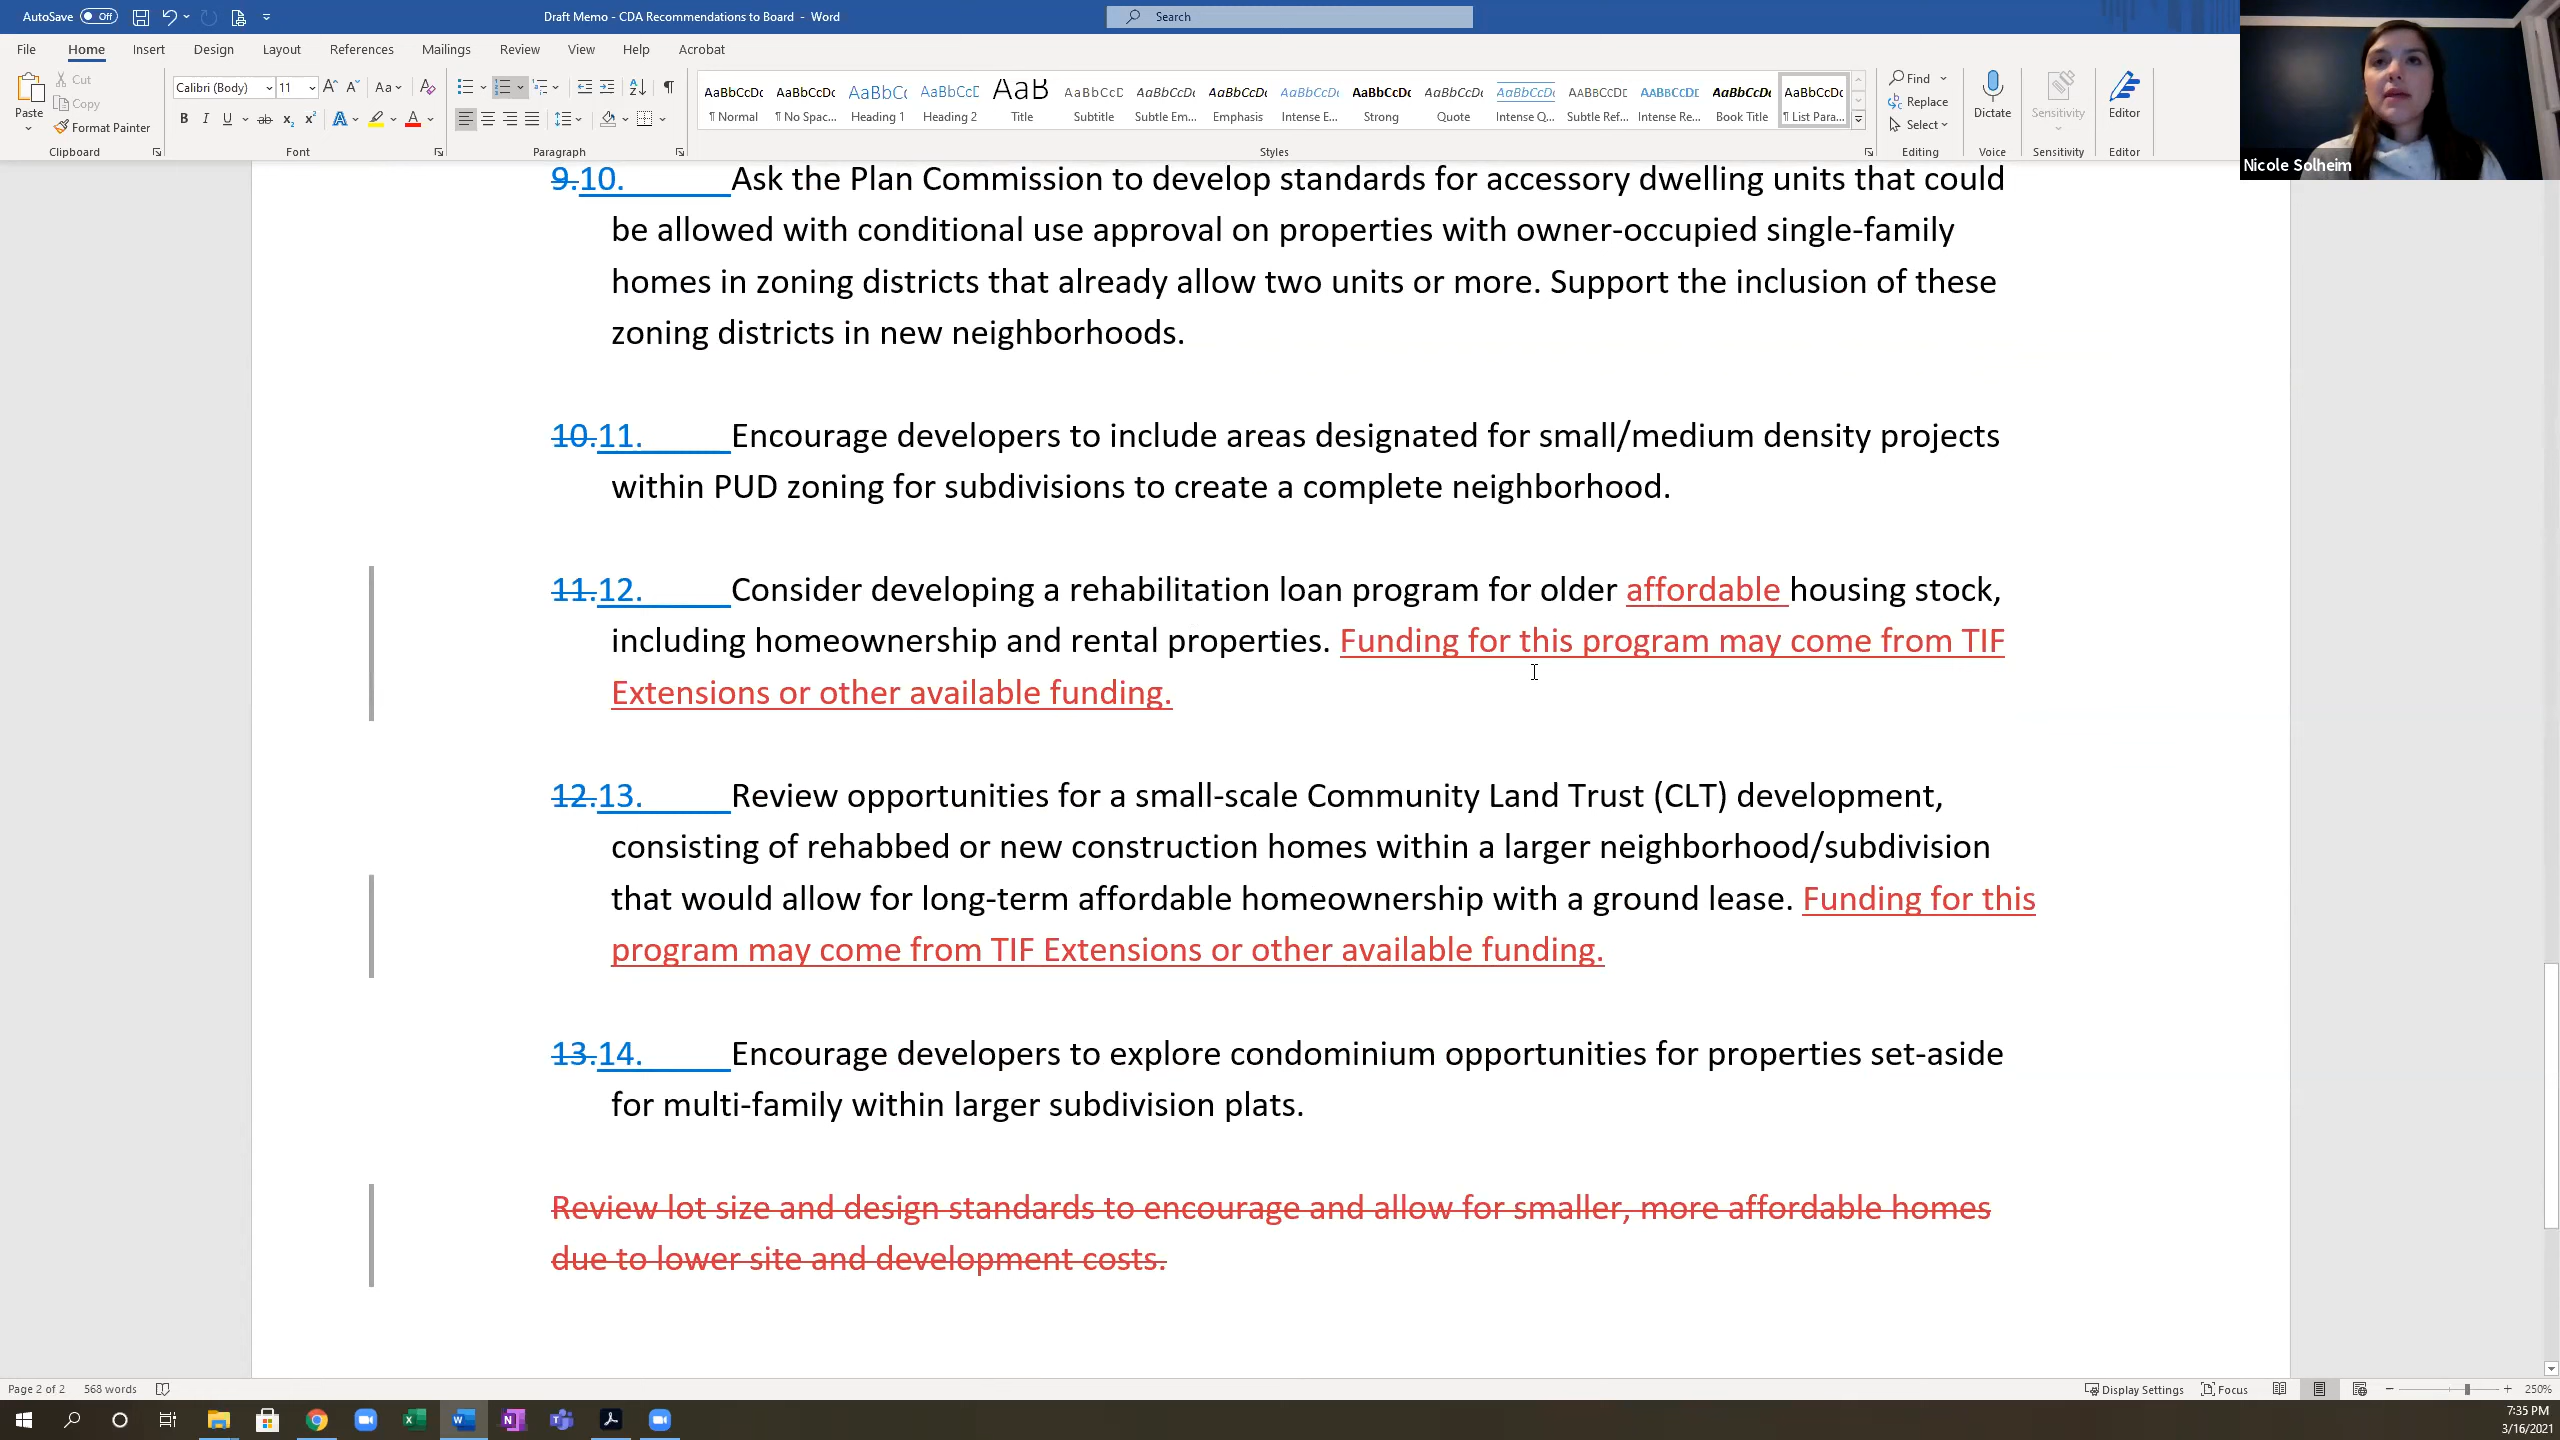 AutoSave Off Draft Memo - CDA Recommendations to Board - Word Search
File Home Insert Design Layout References Mailings Review View Help Acrobat
Paste Cut Copy Format Painter Clipboard
Calibri (Body) 11 Font
Paragraph
AaBbCcDc AaBbCcDc AaBbCc AaBbCcD AaB AaBbCcD AaBbCcDc AaBbCcDc AaBbCcDc AaBbCcDc AaBbCcDc AaBbCcDc AABBCCDC AABBCCDC AaBbCcDc AaBbCcDc
¶ Normal ¶ No Spac... Heading 1 Heading 2 Title Subtitle Subtle Em... Emphasis Intense E... Strong Quote Intense Q... Subtle Ref... Intense Re... Book Title ¶ List Para...
Styles
Find Replace Select Editing
Dictate Voice
Sensitivity Sensitivity
Editor Editor
Nicole Solheim
9.10. Ask the Plan Commission to develop standards for accessory dwelling units that could
be allowed with conditional use approval on properties with owner-occupied single-family
homes in zoning districts that already allow two units or more. Support the inclusion of these
zoning districts in new neighborhoods.
10.11. Encourage developers to include areas designated for small/medium density projects
within PUD zoning for subdivisions to create a complete neighborhood.
11.12. Consider developing a rehabilitation loan program for older affordable housing stock,
including homeownership and rental properties. Funding for this program may come from TIF
Extensions or other available funding.
12.13. Review opportunities for a small-scale Community Land Trust (CLT) development,
consisting of rehabbed or new construction homes within a larger neighborhood/subdivision
that would allow for long-term affordable homeownership with a ground lease. Funding for this
program may come from TIF Extensions or other available funding.
13.14. Encourage developers to explore condominium opportunities for properties set-aside
for multi-family within larger subdivision plats.
Review lot size and design standards to encourage and allow for smaller, more affordable homes
due to lower site and development costs.
Page 2 of 2 568 words Display Settings Focus 250%
7:35 PM
3/16/2021